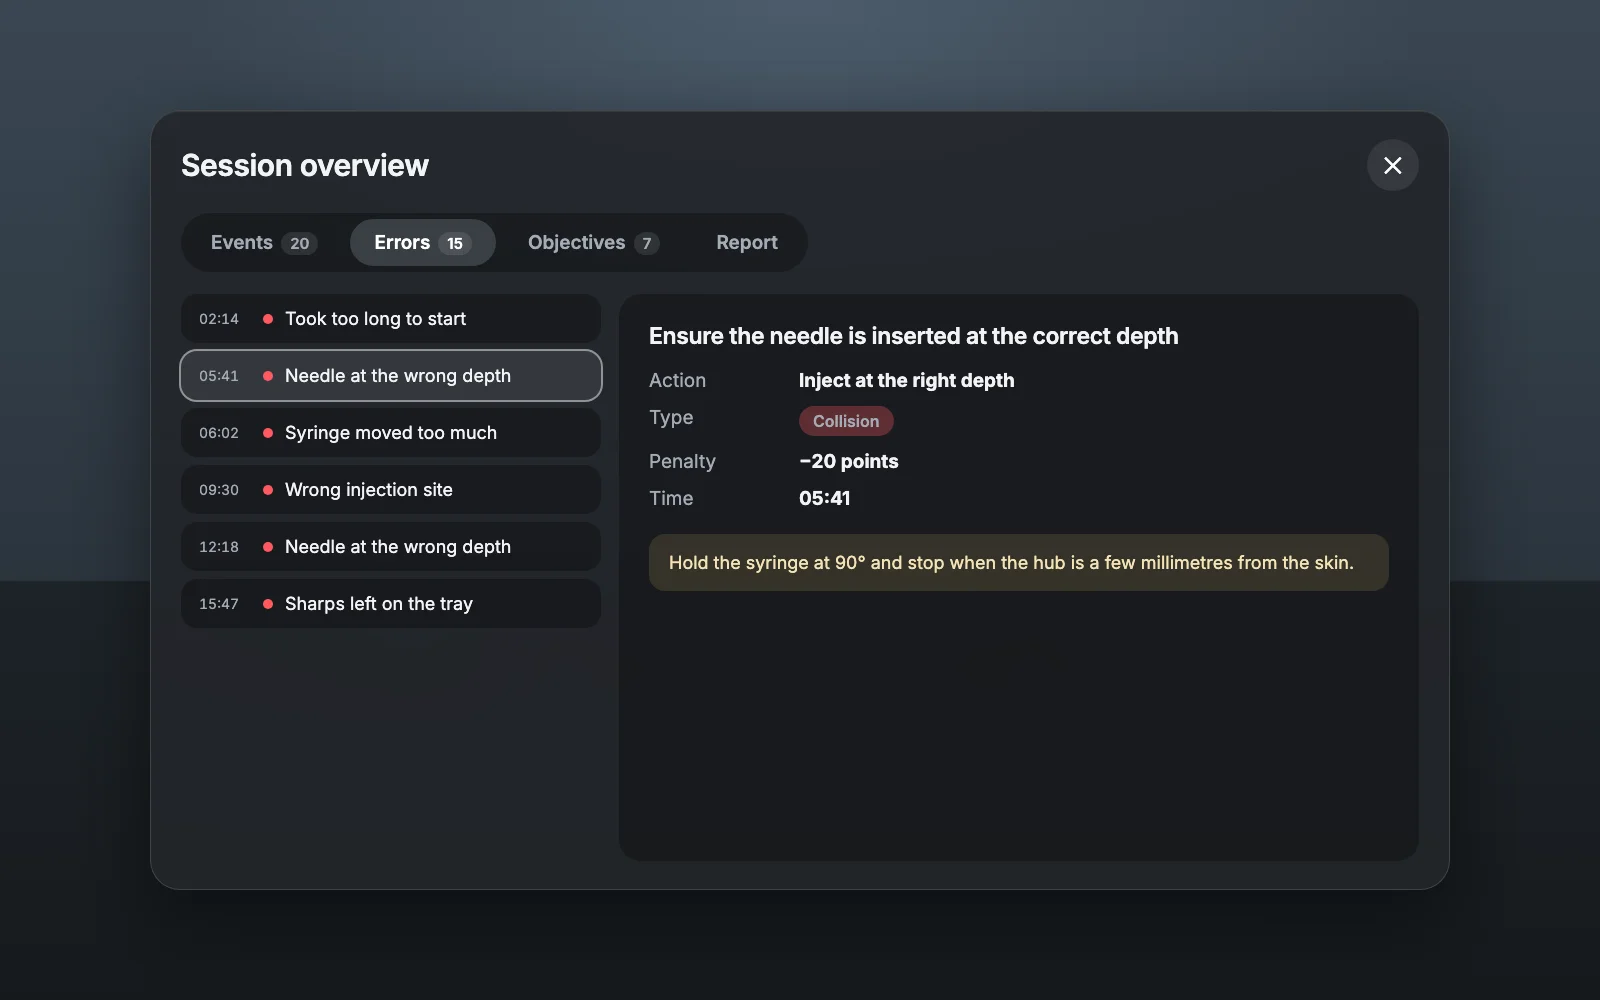 Session overview
Events 20 Errors 15 Objectives 7 Report
02:14 Took too long to start
05:41 Needle at the wrong depth
06:02 Syringe moved too much
09:30 Wrong injection site
12:18 Needle at the wrong depth
15:47 Sharps left on the tray
Ensure the needle is inserted at the correct depth
Action Inject at the right depth
Type Collision
Penalty −20 points
Time 05:41
Hold the syringe at 90° and stop when the hub is a few millimetres from the skin.